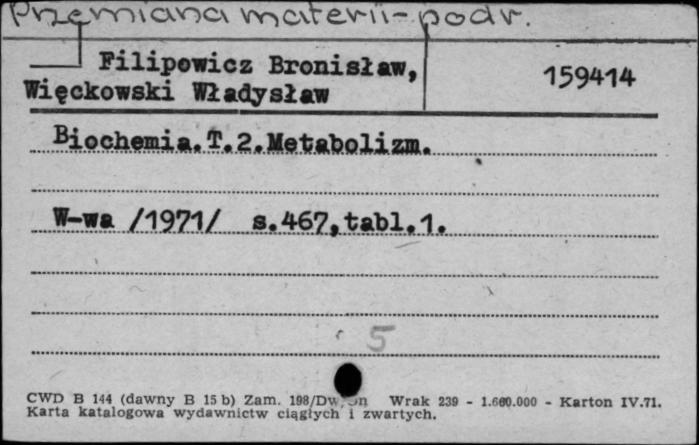 Przemiana materii-podr.
Filipowicz Bronisław,
Więckowski Władysław
159414
Biochemia.T.2.Metabolizm.
W-wa /1971/ s.467,tabl.1.
5
CWD B 144 (dawny B 15 b) Zam. 198/Dw Wrak 239 - 1.600.000 - Karton IV.71.
Karta katalogowa wydawnictw ciągłych i zwartych.